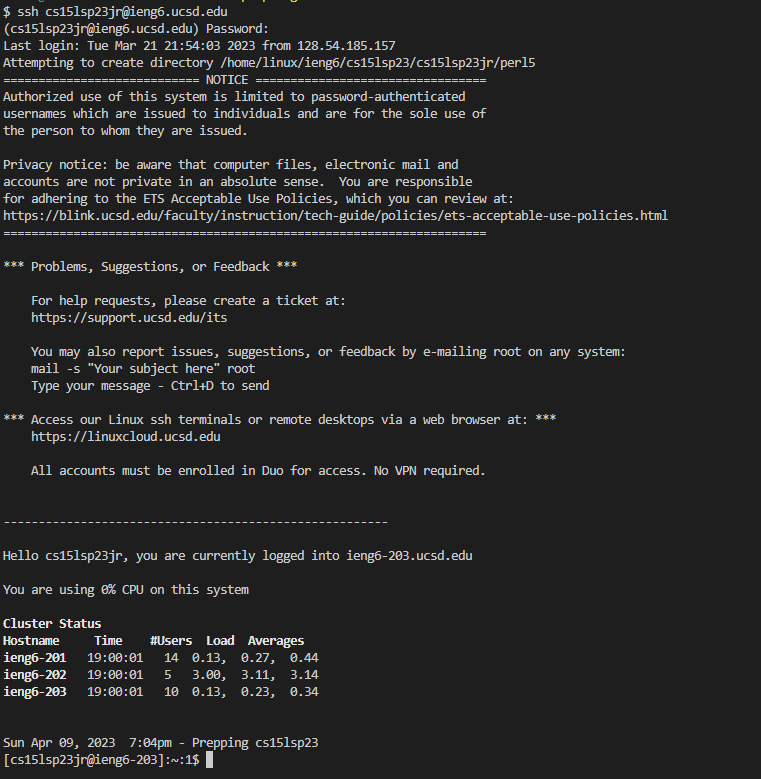 $ ssh cs15lsp23jr@ieng6.ucsd.edu
(cs15lsp23jr@ieng6.ucsd.edu) Password:
Last login: Tue Mar 21 21:54:03 2023 from 128.54.185.157
Attempting to create directory /home/linux/ieng6/cs15lsp23/cs15lsp23jr/perl5
============================ NOTICE =================================
Authorized use of this system is limited to password-authenticated
usernames which are issued to individuals and are for the sole use of
the person to whom they are issued.

Privacy notice: be aware that computer files, electronic mail and
accounts are not private in an absolute sense.  You are responsible
for adhering to the ETS Acceptable Use Policies, which you can review at:
https://blink.ucsd.edu/faculty/instruction/tech-guide/policies/ets-acceptable-use-policies.html
=====================================================================

*** Problems, Suggestions, or Feedback ***

    For help requests, please create a ticket at:
    https://support.ucsd.edu/its

    You may also report issues, suggestions, or feedback by e-mailing root on any system:
    mail -s "Your subject here" root
    Type your message - Ctrl+D to send

*** Access our Linux ssh terminals or remote desktops via a web browser at: ***
    https://linuxcloud.ucsd.edu

    All accounts must be enrolled in Duo for access. No VPN required.

-------------------------------------------------------

Hello cs15lsp23jr, you are currently logged into ieng6-203.ucsd.edu

You are using 0% CPU on this system

Cluster Status
Hostname     Time    #Users  Load  Averages
ieng6-201   19:00:01   14  0.13,  0.27,  0.44
ieng6-202   19:00:01   5   3.00,  3.11,  3.14
ieng6-203   19:00:01   10  0.13,  0.23,  0.34

Sun Apr 09, 2023  7:04pm - Prepping cs15lsp23
[cs15lsp23jr@ieng6-203]:~:1$